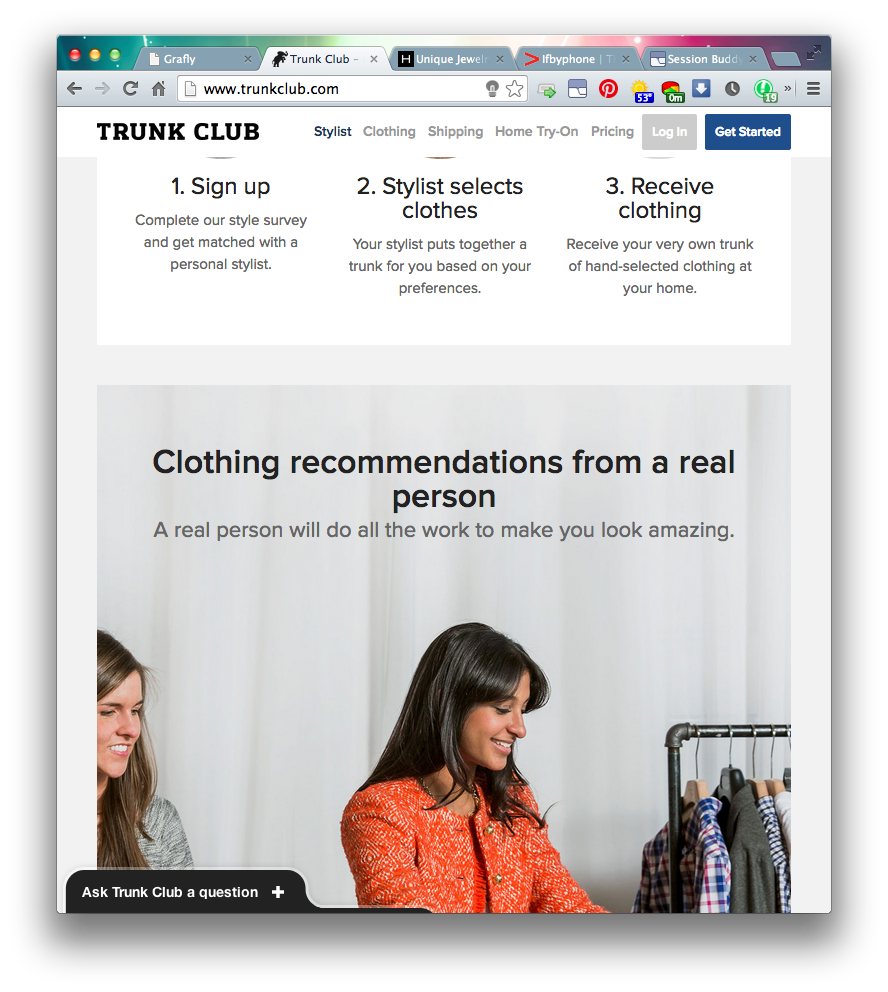 Grafly
Trunk Club –
H
Unique Jewelr
Ifbyphone | Th
Session Buddy
www.trunkclub.com
53°
0m
19
»
TRUNK CLUB
Stylist Clothing Shipping Home Try-On Pricing Log In Get Started
1. Sign up
Complete our style survey
and get matched with a
personal stylist.
2. Stylist selects
clothes
Your stylist puts together a
trunk for you based on your
preferences.
3. Receive
clothing
Receive your very own trunk
of hand-selected clothing at
your home.
Clothing recommendations from a real
person
A real person will do all the work to make you look amazing.
Ask Trunk Club a question +